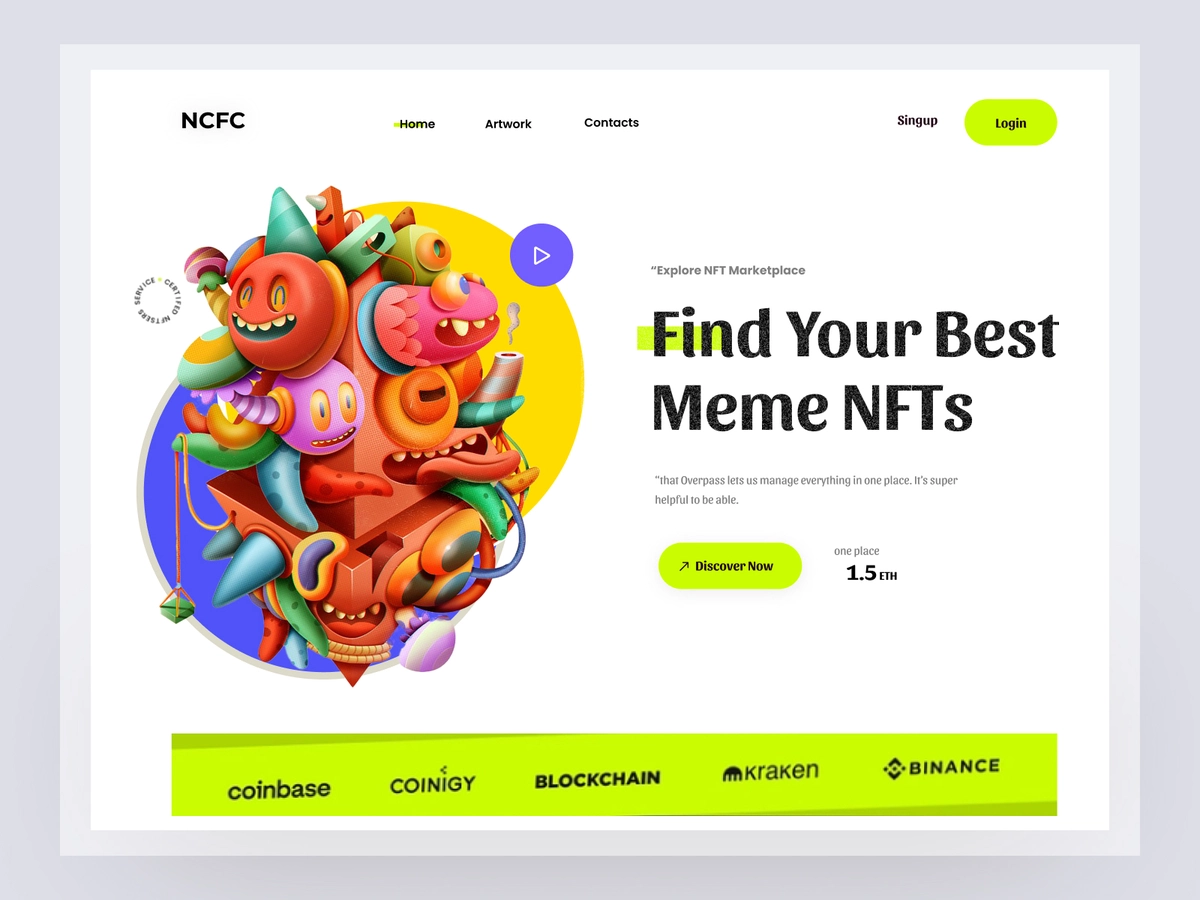 NCFC
Home
Artwork
Contacts
Singup
Login
SERVICE * CERTIFIED NFTSERS
“Explore NFT Marketplace
Find Your Best
Meme NFTs
“that Overpass lets us manage everything in one place. It's super
helpful to be able.
Discover Now
one place
1.5 ETH
coinbase
COINIGY
BLOCKCHAIN
kraken
BINANCE